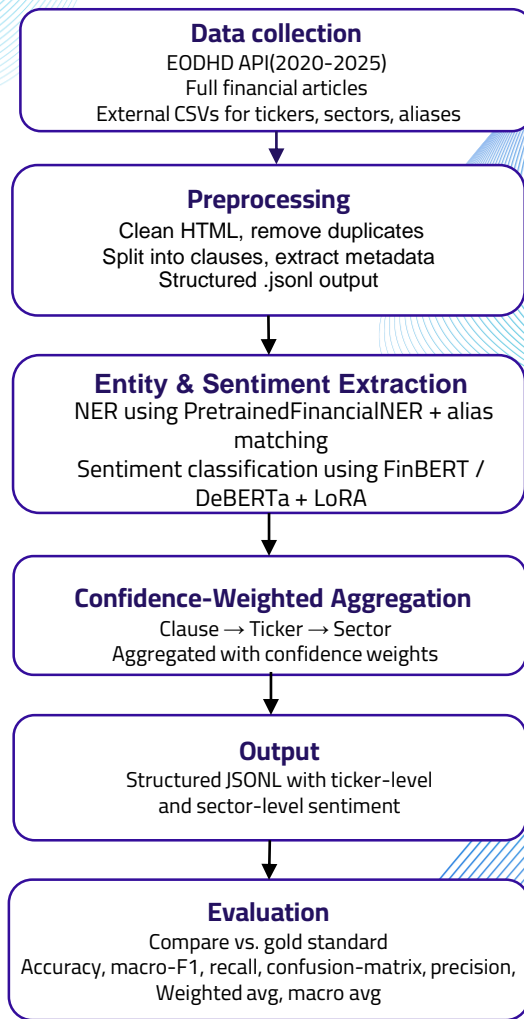 Data collection
EODHD API(2020-2025)
Full financial articles
External CSVs for tickers, sectors, aliases
Preprocessing
Clean HTML, remove duplicates
Split into clauses, extract metadata
Structured .jsonl output
Entity & Sentiment Extraction
NER using PretrainedFinancialNER + alias
matching
Sentiment classification using FinBERT /
DeBERTa + LoRA
Confidence-Weighted Aggregation
Clause → Ticker → Sector
Aggregated with confidence weights
Output
Structured JSONL with ticker-level
and sector-level sentiment
Evaluation
Compare vs. gold standard
Accuracy, macro-F1, recall, confusion-matrix, precision,
Weighted avg, macro avg